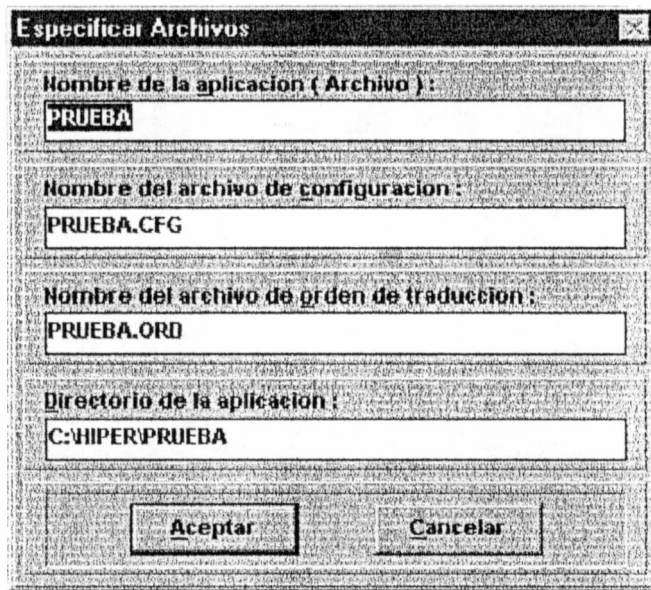 Especificar Archivos
Nombre de la aplicacion ( Archivo ) :
PRUEBA
Nombre del archivo de configuracion :
PRUEBA.CFG
Nombre del archivo de orden de traduccion :
PRUEBA.ORD
Directorio de la aplicacion :
C:\HIPER\PRUEBA
Aceptar
Cancelar